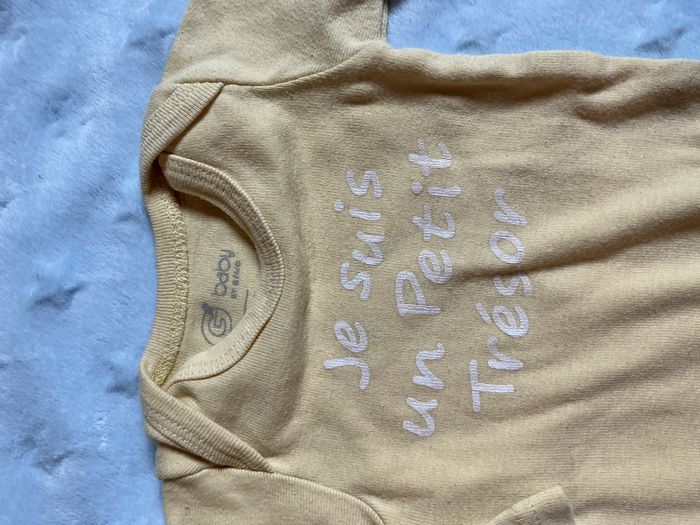 baby
Je suis
un Petit
Trésor